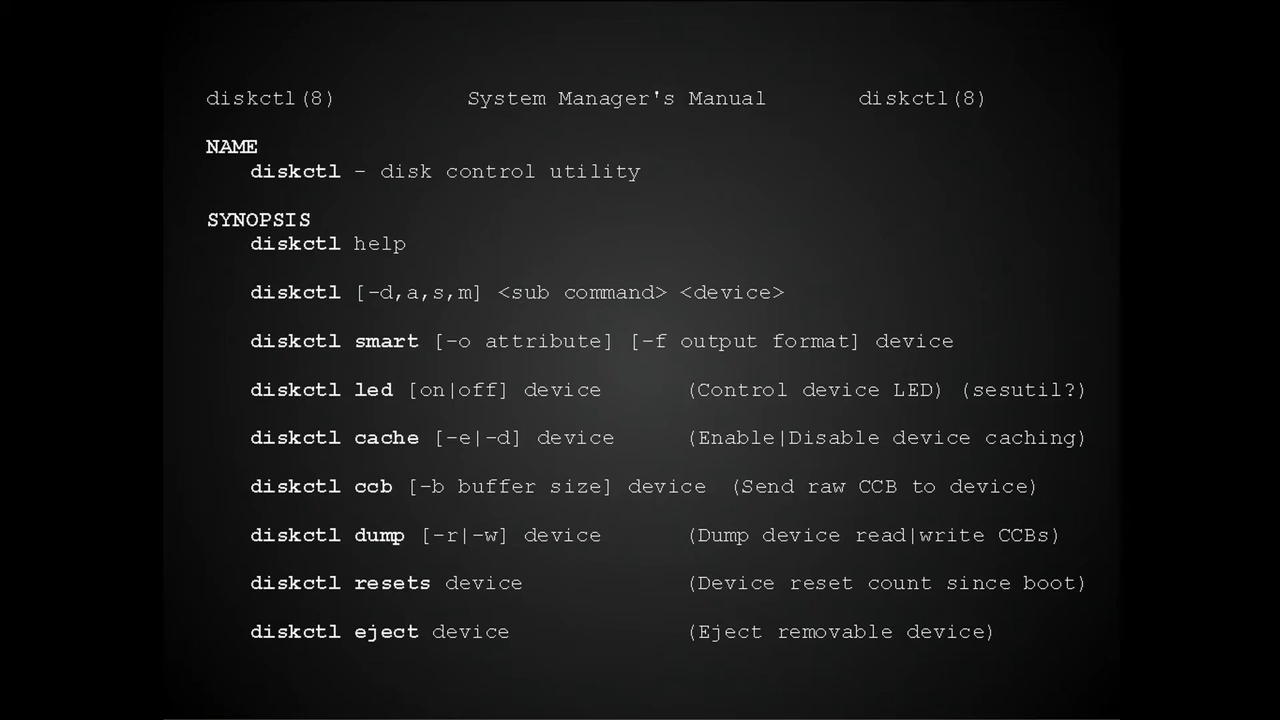 diskctl(8) System Manager's Manual diskctl(8)
NAME
diskctl - disk control utility
SYNOPSIS
diskctl help
diskctl [-d,a,s,m] <sub command> <device>
diskctl smart [-o attribute] [-f output format] device
diskctl led [on|off] device (Control device LED) (sesutil?)
diskctl cache [-e|-d] device (Enable|Disable device caching)
diskctl ccb [-b buffer size] device (Send raw CCB to device)
diskctl dump [-r|-w] device (Dump device read|write CCBs)
diskctl resets device (Device reset count since boot)
diskctl eject device (Eject removable device)